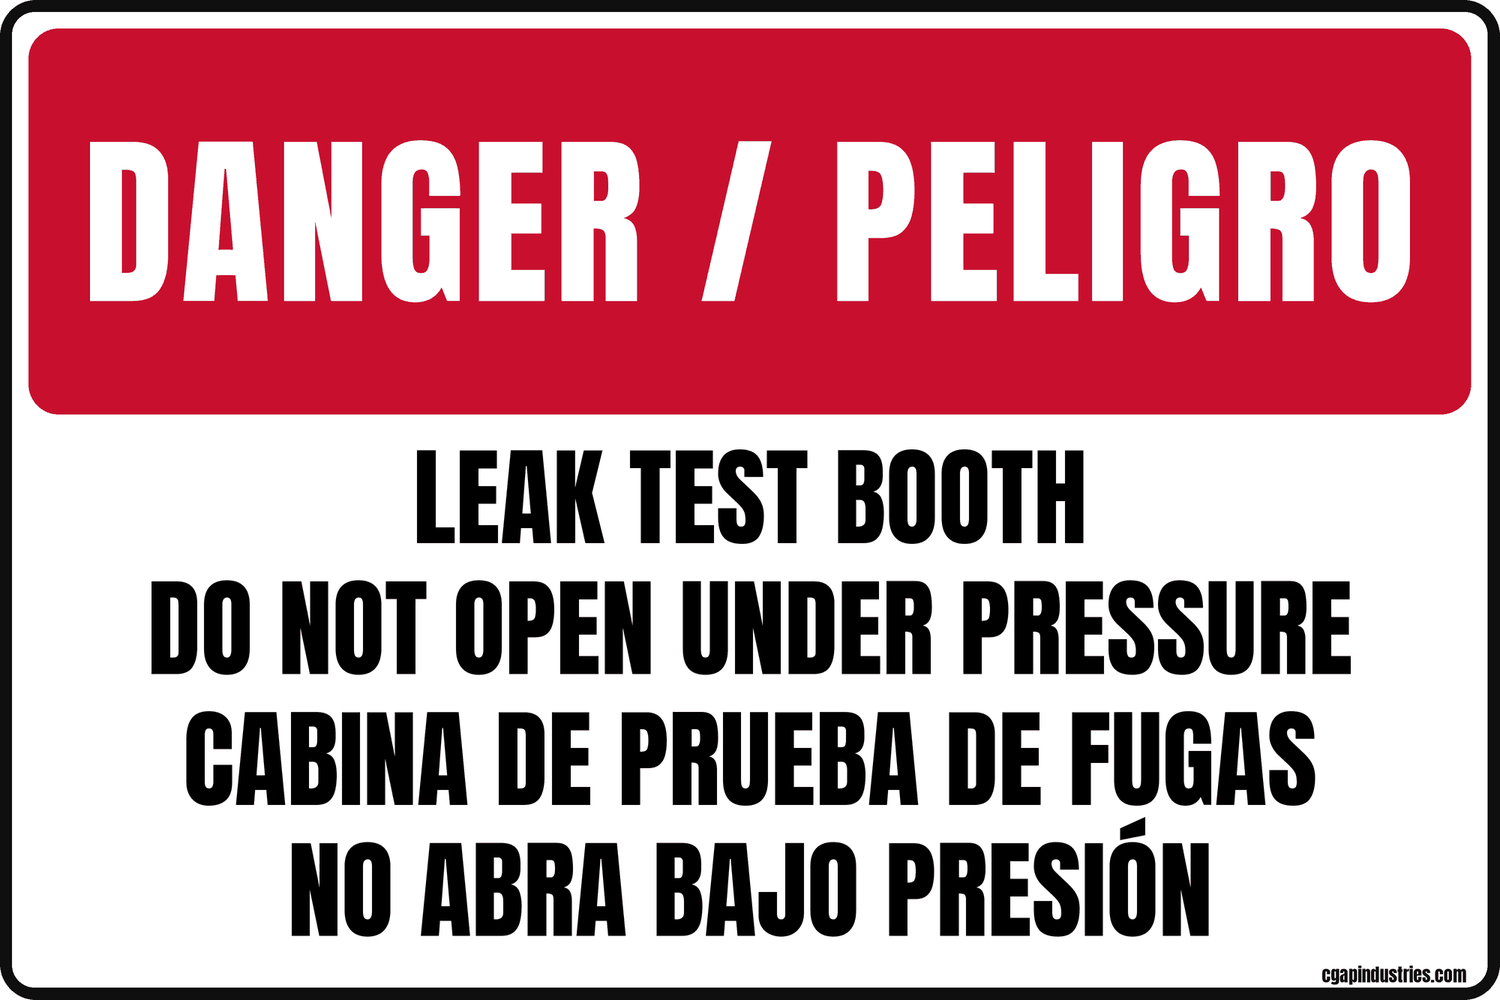 DANGER / PELIGRO
LEAK TEST BOOTH
DO NOT OPEN UNDER PRESSURE
CABINA DE PRUEBA DE FUGAS
NO ABRA BAJO PRESIÓN
cgapindustries.com